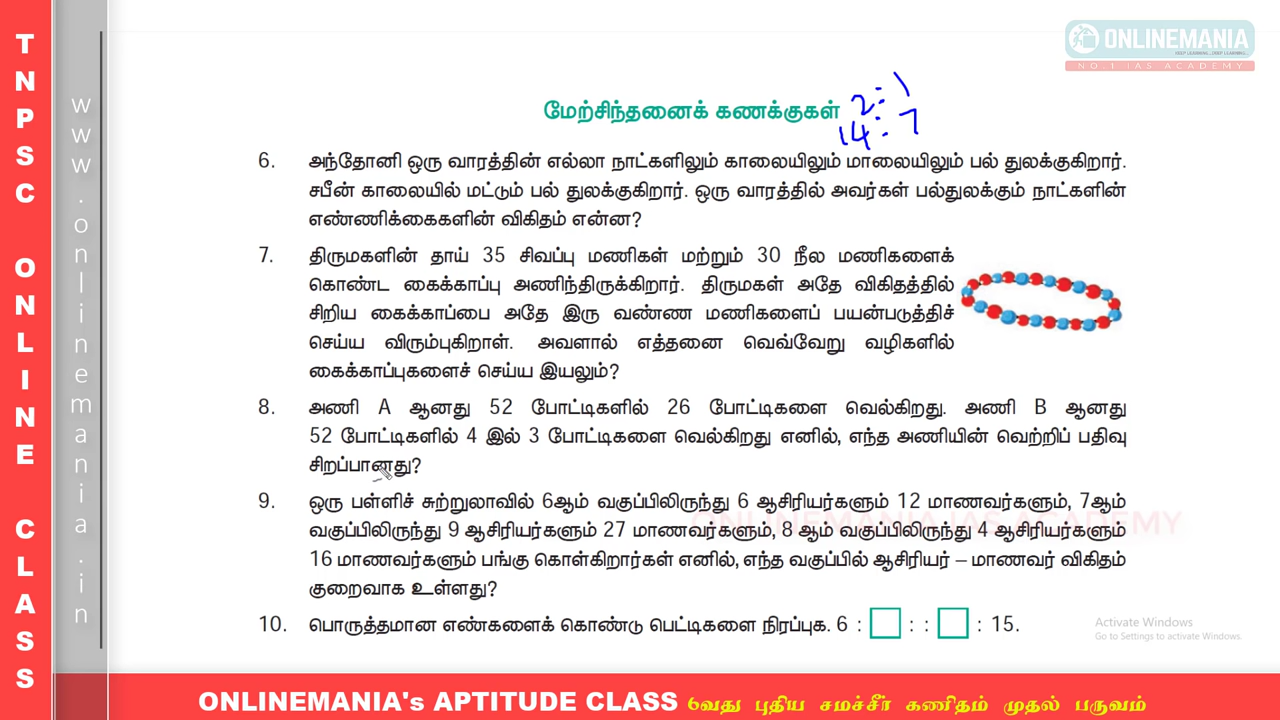 TNPSC ONLINE CLASS
www.onlinemania.in
ONLINEMANIA
KEEP LEARNING...DEEP LEARNING...
NO.1 IAS ACADEMY
மேற்சிந்தனைக் கணக்குகள்
2:1
14:7
6. அந்தோனி ஒரு வாரத்தின் எல்லா நாட்களிலும் காலையிலும் மாலையிலும் பல் துலக்குகிறார்.
சபீன் காலையில் மட்டும் பல் துலக்குகிறார். ஒரு வாரத்தில் அவர்கள் பல்துலக்கும் நாட்களின்
எண்ணிக்கைகளின் விகிதம் என்ன?
7. திருமகளின் தாய் 35 சிவப்பு மணிகள் மற்றும் 30 நீல மணிகளைக்
கொண்ட கைக்காப்பு அணிந்திருக்கிறார். திருமகள் அதே விகிதத்தில்
சிறிய கைக்காப்பை அதே இரு வண்ண மணிகளைப் பயன்படுத்திச்
செய்ய விரும்புகிறாள். அவளால் எத்தனை வெவ்வேறு வழிகளில்
கைக்காப்புகளைச் செய்ய இயலும்?
8. அணி A ஆனது 52 போட்டிகளில் 26 போட்டிகளை வெல்கிறது. அணி B ஆனது
52 போட்டிகளில் 4 இல் 3 போட்டிகளை வெல்கிறது எனில், எந்த அணியின் வெற்றிப் பதிவு
சிறப்பானது?
9. ஒரு பள்ளிச் சுற்றுலாவில் 6ஆம் வகுப்பிலிருந்து 6 ஆசிரியர்களும் 12 மாணவர்களும், 7ஆம்
வகுப்பிலிருந்து 9 ஆசிரியர்களும் 27 மாணவர்களும், 8ஆம் வகுப்பிலிருந்து 4 ஆசிரியர்களும்
16 மாணவர்களும் பங்கு கொள்கிறார்கள் எனில், எந்த வகுப்பில் ஆசிரியர் – மாணவர் விகிதம்
குறைவாக உள்ளது?
ONLINEMANIA IAS ACADEMY
10. பொருத்தமான எண்களைக் கொண்டு பெட்டிகளை நிரப்புக. 6 : □ : : □ : 15.
Activate Windows
Go to Settings to activate Windows.
ONLINEMANIA's APTITUDE CLASS 6வது புதிய சமச்சீர் கணிதம் முதல் பருவம்